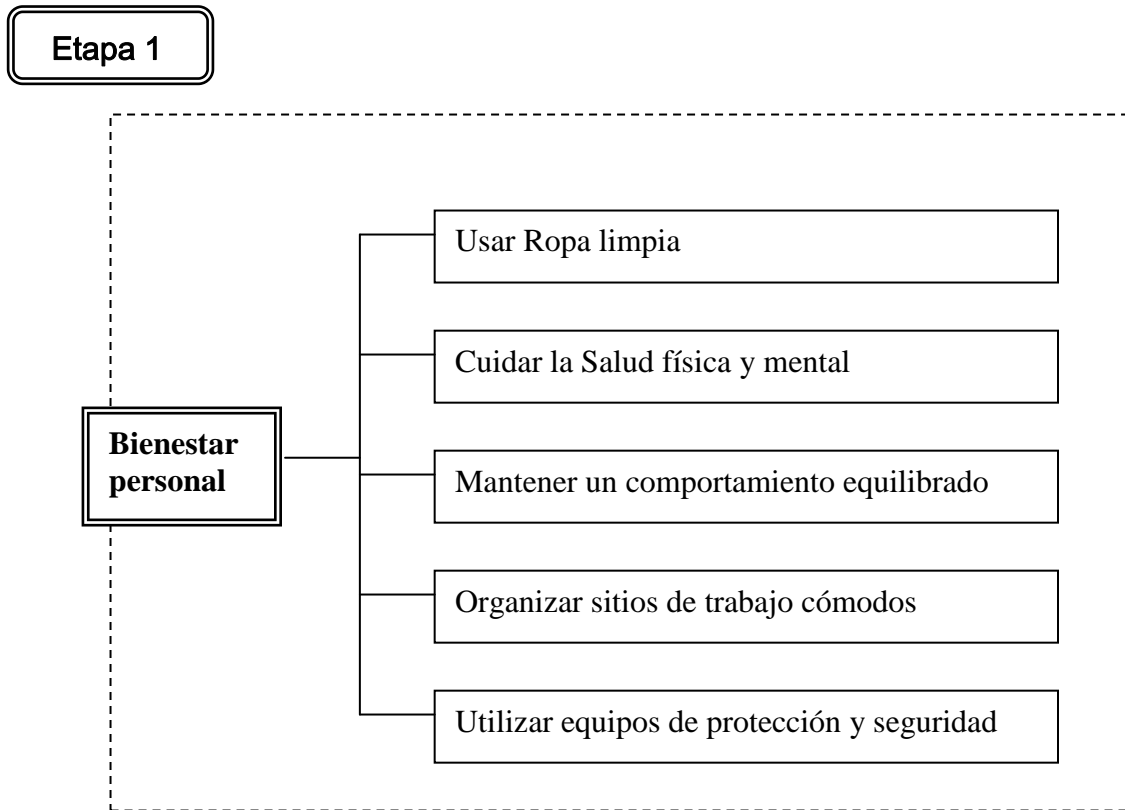 Etapa 1
Usar Ropa limpia
Cuidar la Salud física y mental
Bienestar
personal
Mantener un comportamiento equilibrado
Organizar sitios de trabajo cómodos
Utilizar equipos de protección y seguridad